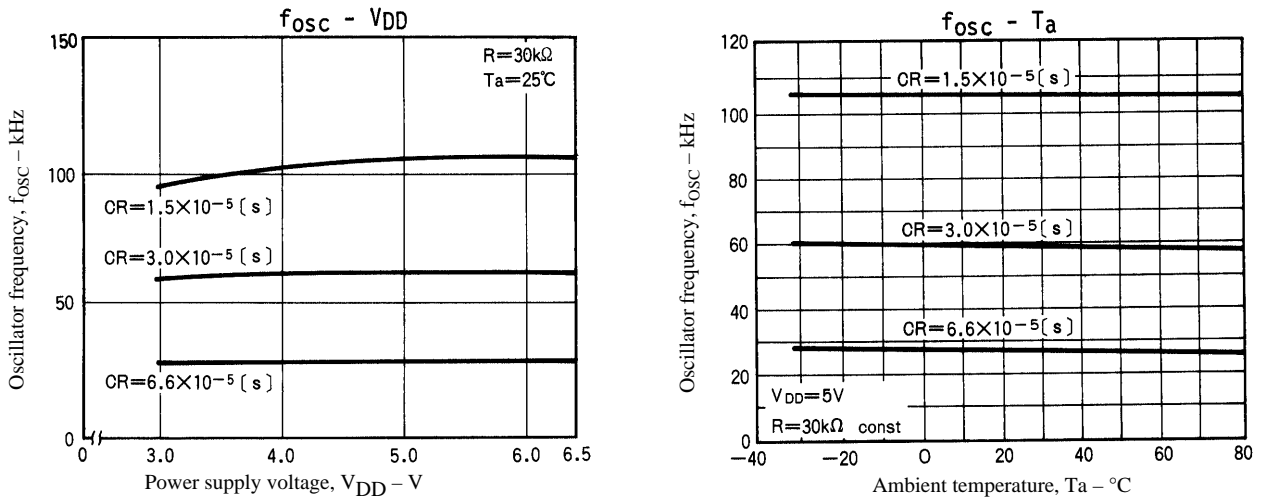 fosc - VDD
Oscillator frequency, fOSC – kHz
150
100
50
0
R=30kΩ
Ta=25℃
CR=1.5×10⁻⁵[s]
CR=3.0×10⁻⁵[s]
CR=6.6×10⁻⁵[s]
0.0 3.0 4.0 5.0 6.0 6.5
Power supply voltage, VDD – V
fosc - Ta
Oscillator frequency, fOSC – kHz
120
100
80
60
40
20
0
CR=1.5×10⁻⁵[s]
CR=3.0×10⁻⁵[s]
CR=6.6×10⁻⁵[s]
VDD=5V
R=30kΩ const
−40 −20 0 20 40 60 80
Ambient temperature, Ta – °C